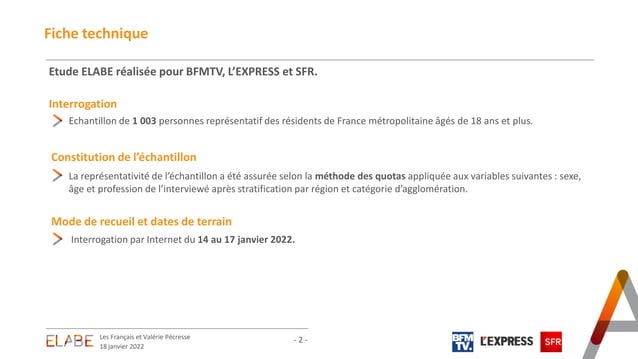 Fiche technique
Etude ELABE réalisée pour BFMTV, L’EXPRESS et SFR.
Interrogation
Echantillon de 1 003 personnes représentatif des résidents de France métropolitaine âgés de 18 ans et plus.
Constitution de l’échantillon
La représentativité de l’échantillon a été assurée selon la méthode des quotas appliquée aux variables suivantes : sexe,
âge et profession de l’interviewé après stratification par région et catégorie d’agglomération.
Mode de recueil et dates de terrain
Interrogation par Internet du 14 au 17 janvier 2022.
ELABE
Les Français et Valérie Pécresse
18 janvier 2022
- 2 -
BFM
TV.
L'EXPRESS
SFR